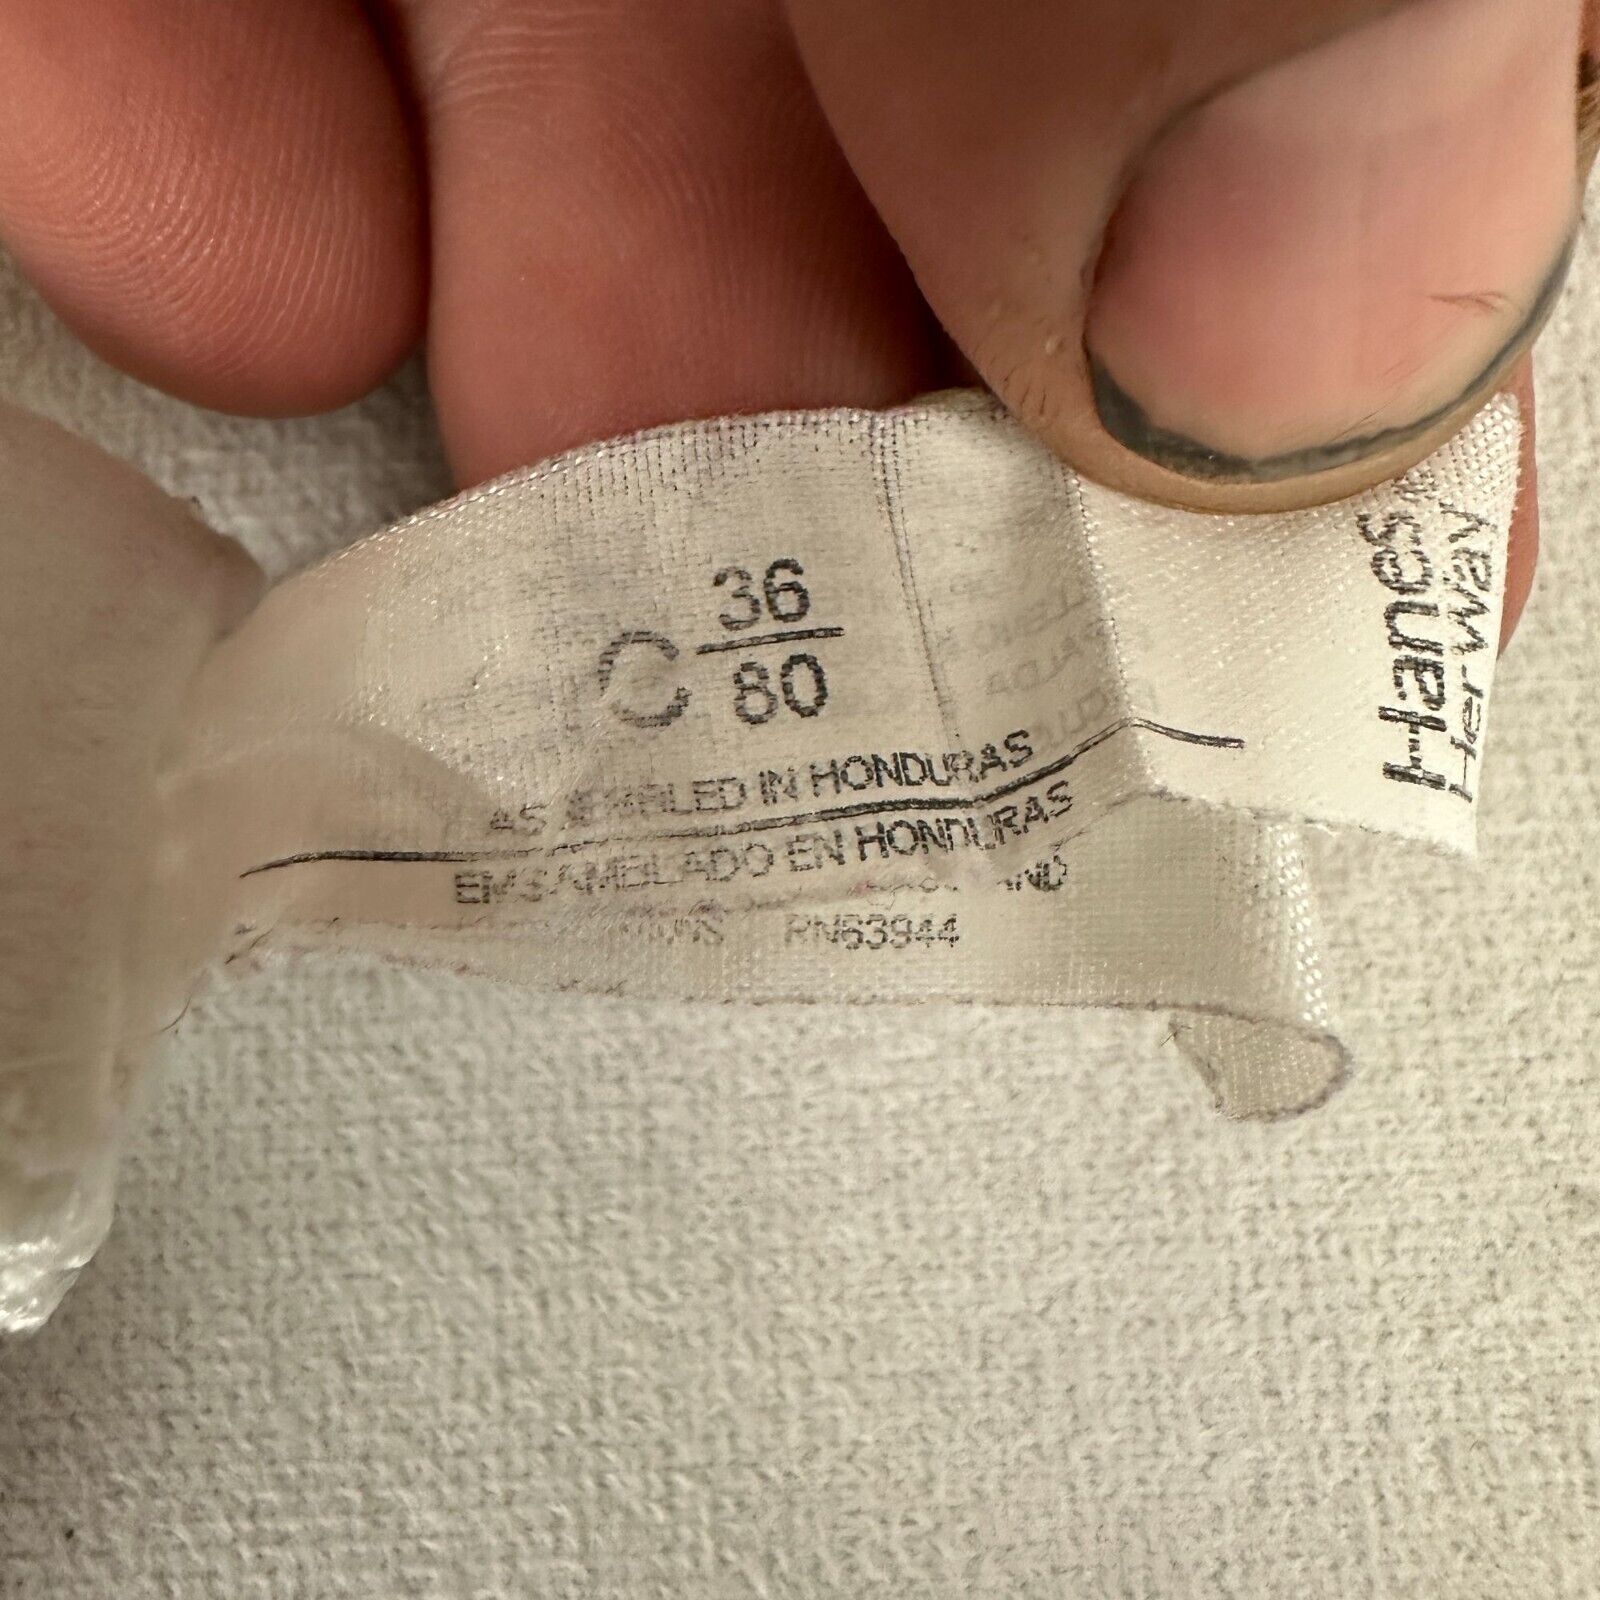 C 36
80
ASSEMBLED IN HONDURAS
ENSAMBLADO EN HONDURAS
RN63944
Hanes
Her Way